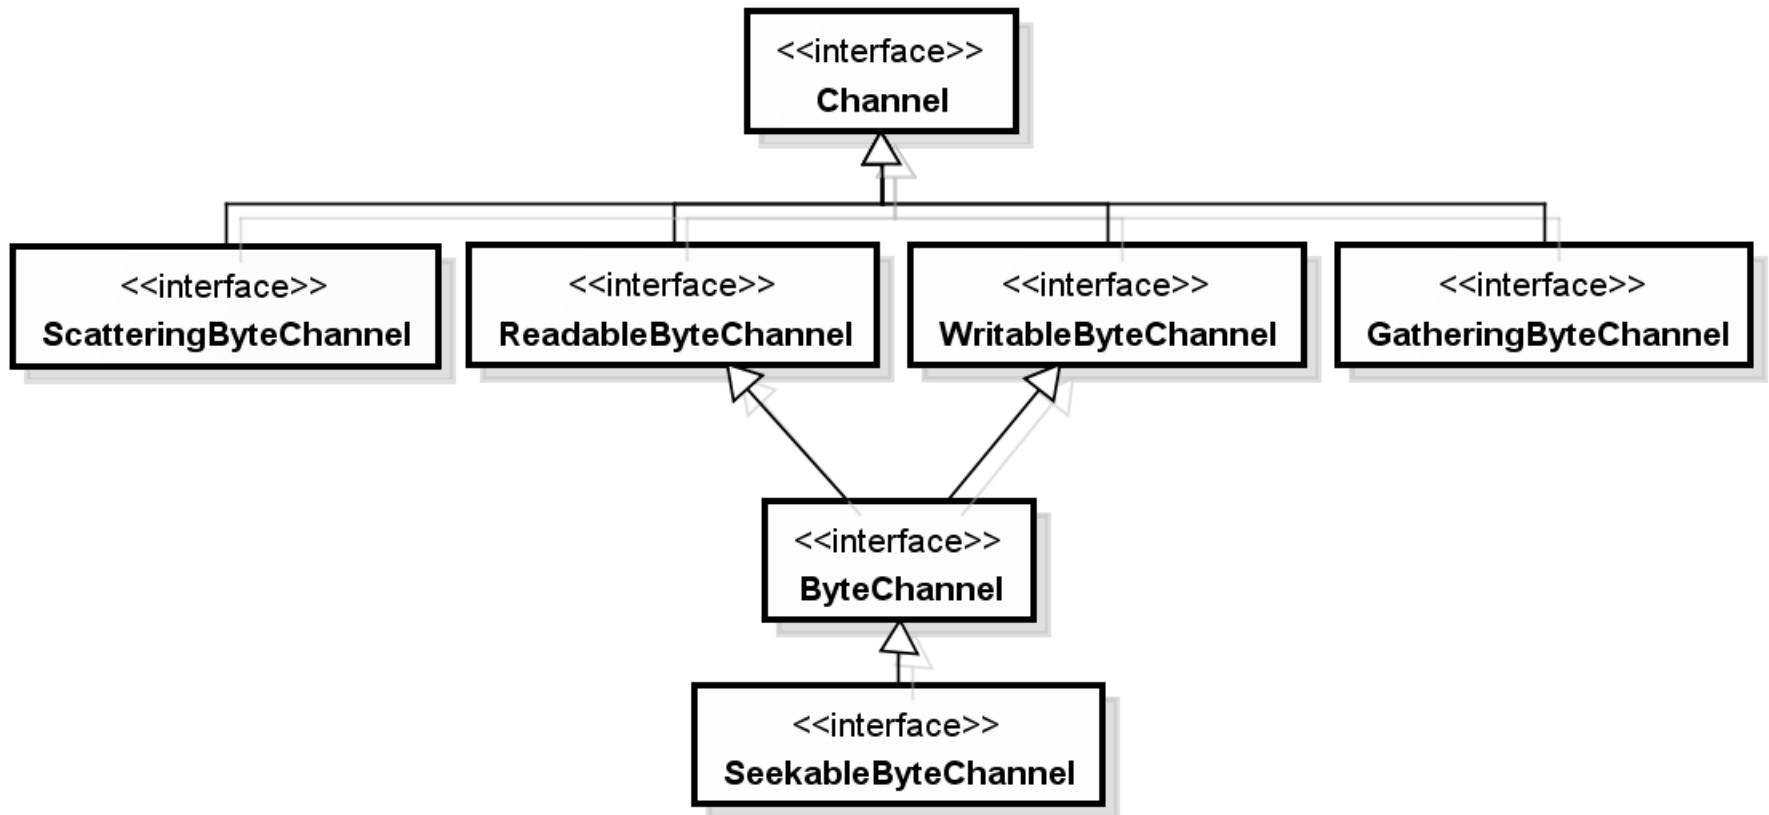 <<interface>>
Channel
<<interface>>
ScatteringByteChannel
<<interface>>
ReadableByteChannel
<<interface>>
WritableByteChannel
<<interface>>
GatheringByteChannel
<<interface>>
ByteChannel
<<interface>>
SeekableByteChannel